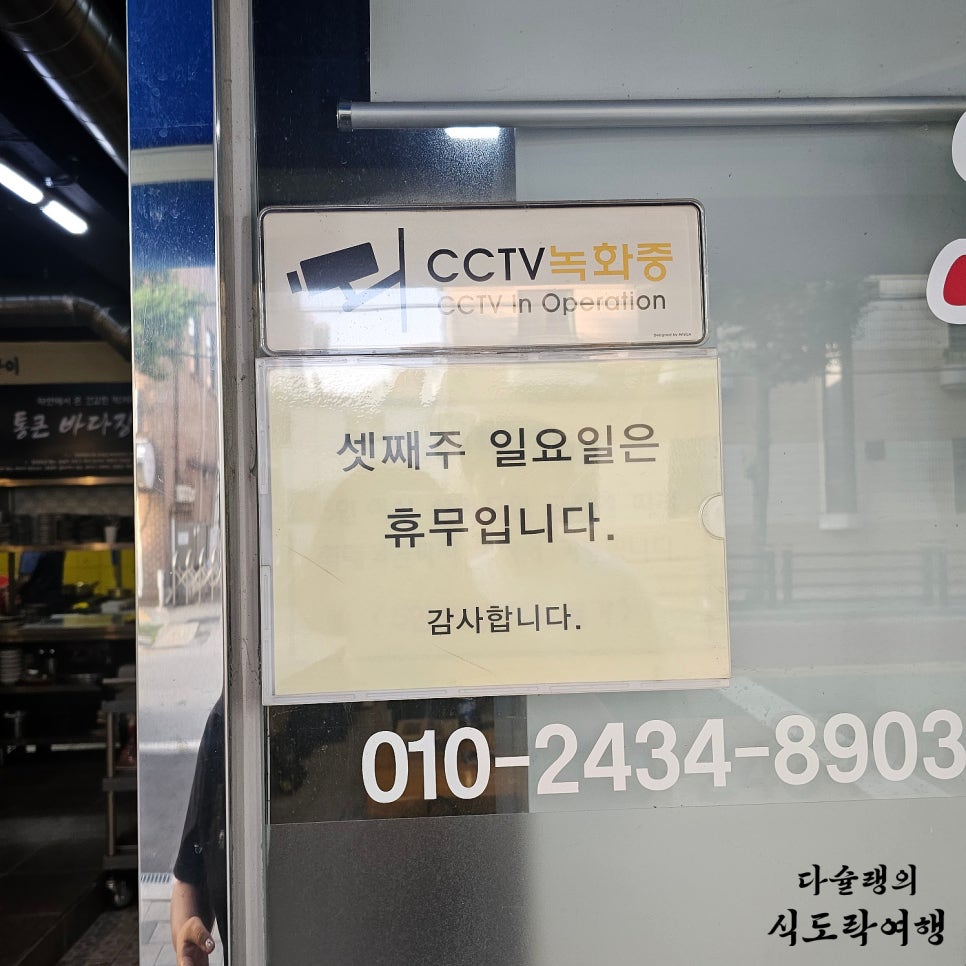 CCTV녹화중
CCTV in Operation
셋째주 일요일은
휴무입니다.
감사합니다.
010-2434-8903
통큰 바다
다슐랭의
식도락여행